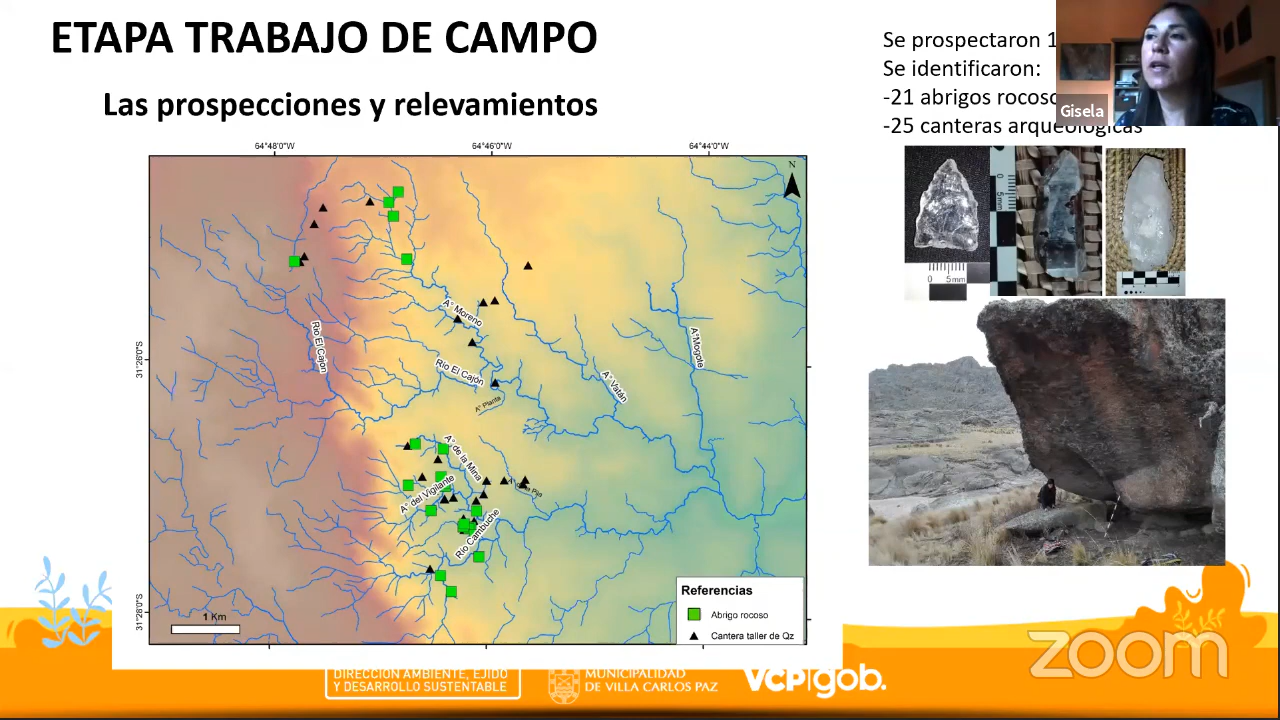 ETAPA TRABAJO DE CAMPO
Las prospecciones y relevamientos
Se prospectaron 1
Se identificaron:
-21 abrigos rocoso
-25 canteras arqueológicas
Gisela
64°48'0"W
64°46'0"W
64°44'0"W
N
31°26'0"S
31°28'0"S
A° Moreno
Río El Cajón
Río El Cajón
A° Planta
A° Vatán
A° Mogote
A° de la Mina
A° del Vigilante
Río Cambuche
1 Km
Referencias
Abrigo rocoso
Cantera taller de Qz
0 5mm
0 5mm
DIRECCIÓN AMBIENTE, EJIDO
Y DESARROLLO SUSTENTABLE
MUNICIPALIDAD
DE VILLA CARLOS PAZ
VCP|gob.
zoom